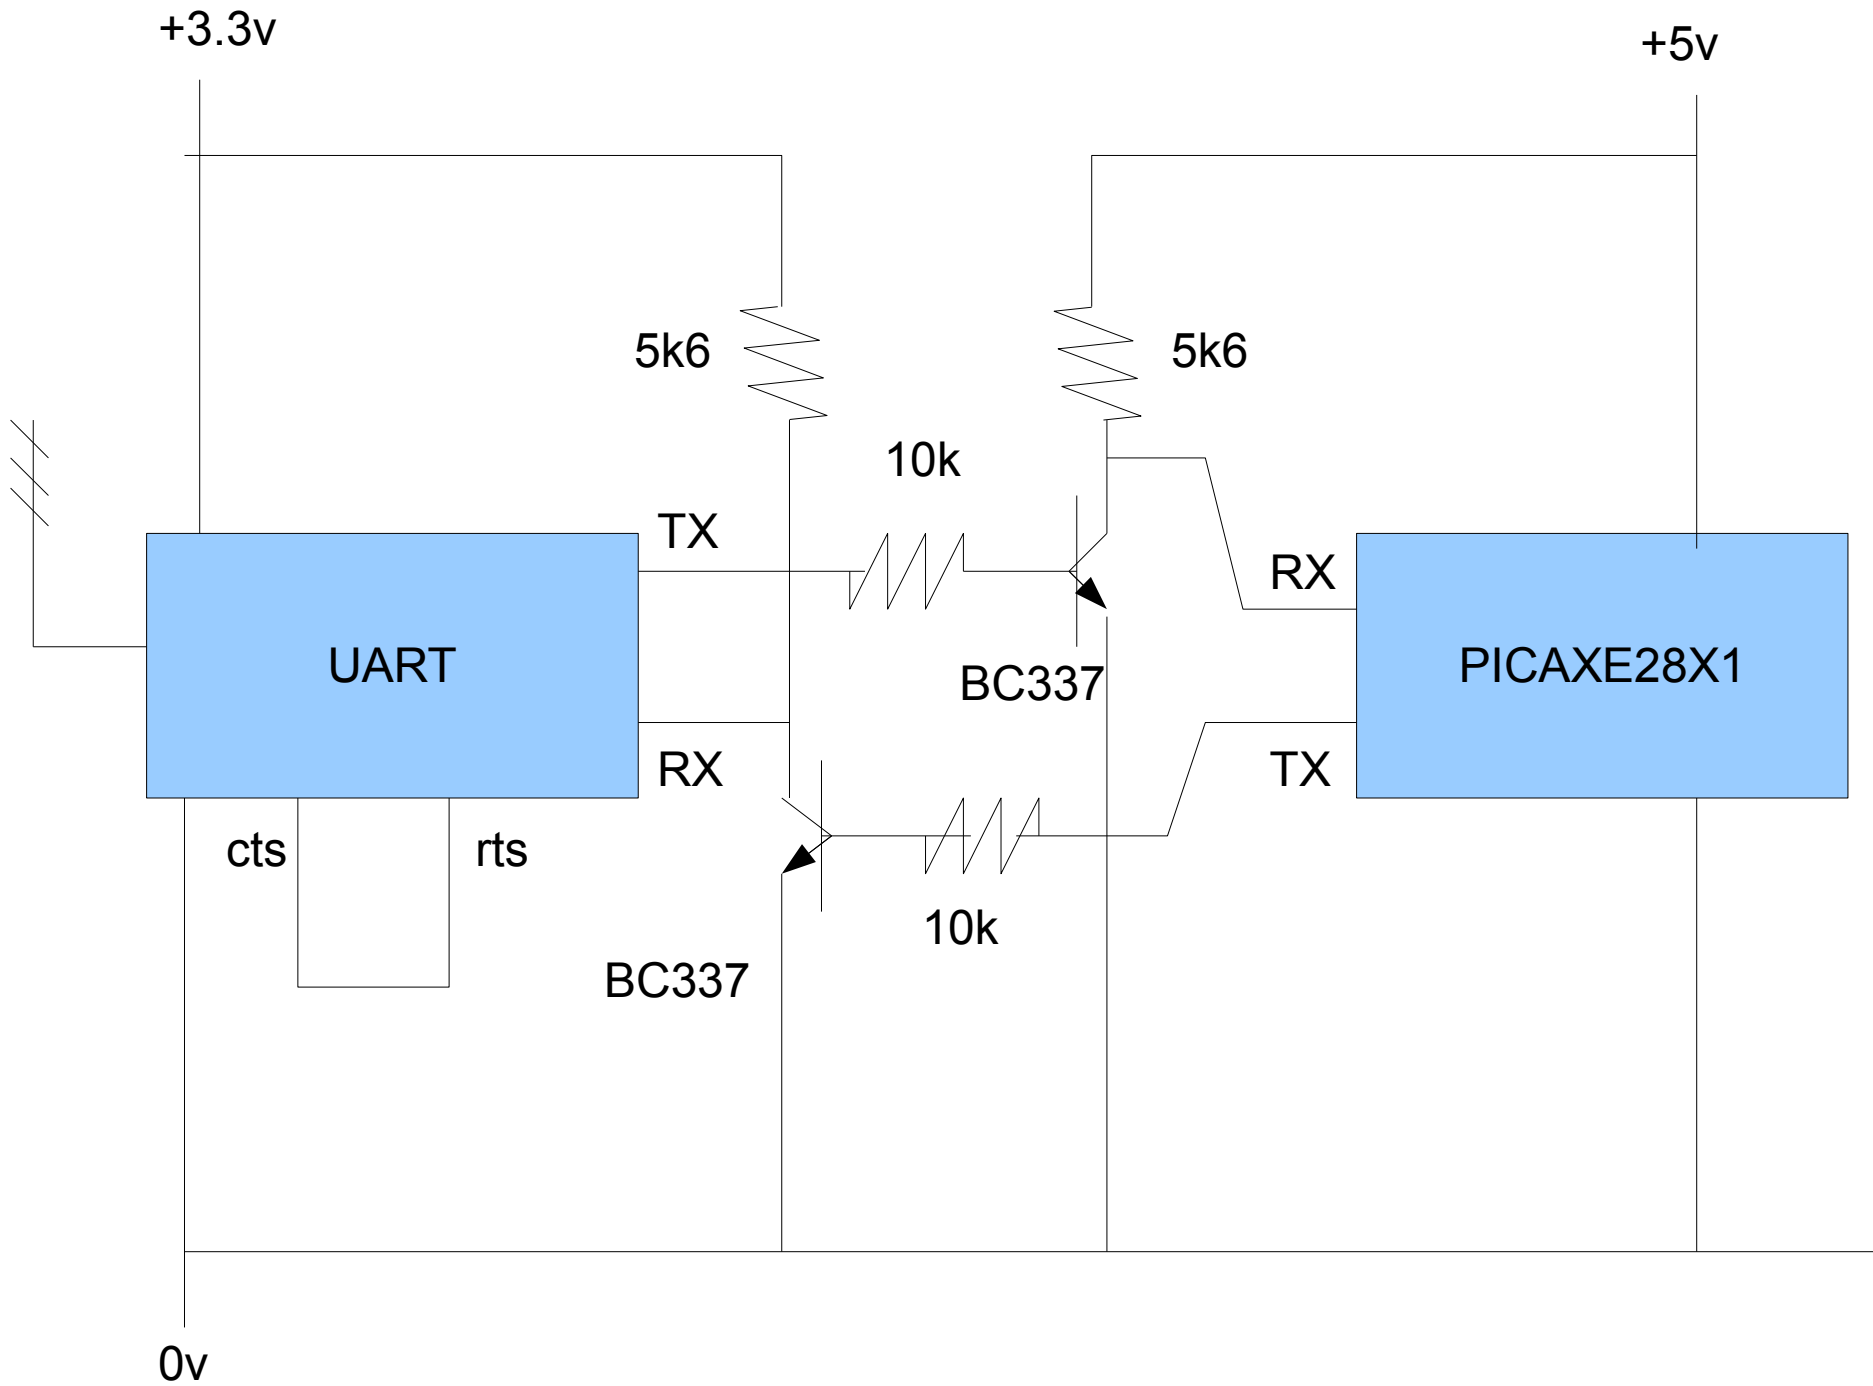 +3.3v
+5v
5k6
5k6
10k
TX
RX
UART
BC337
PICAXE28X1
RX
TX
cts
rts
10k
BC337
0v